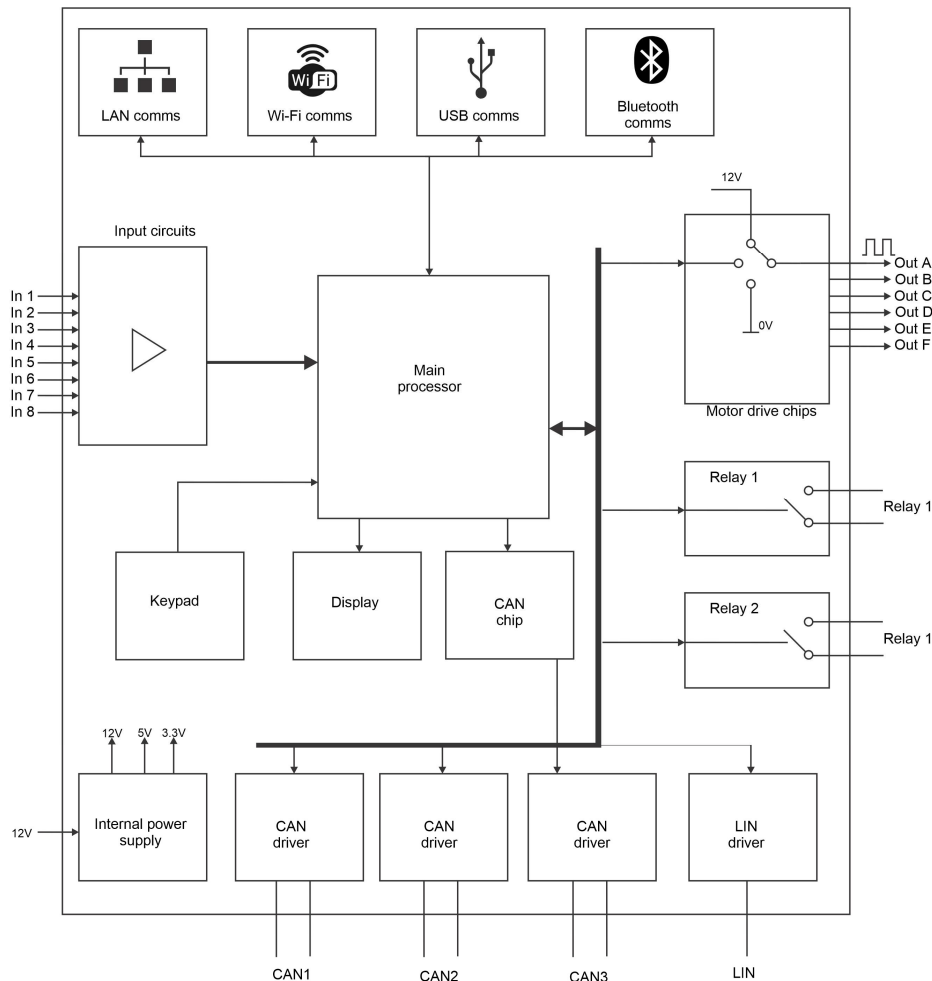 Wi Fi
LAN comms
Wi-Fi comms
USB comms
Bluetooth
comms
12V
Input circuits
Out A
Out B
Out C
Out D
Out E
Out F
0V
In 1
In 2
In 3
In 4
In 5
In 6
In 7
In 8
Main
processor
Motor drive chips
Relay 1
Relay 1
Keypad
Display
CAN
chip
Relay 2
Relay 1
12V
5V
3.3V
12V
Internal power
supply
CAN
driver
CAN
driver
CAN
driver
LIN
driver
CAN1
CAN2
CAN3
LIN